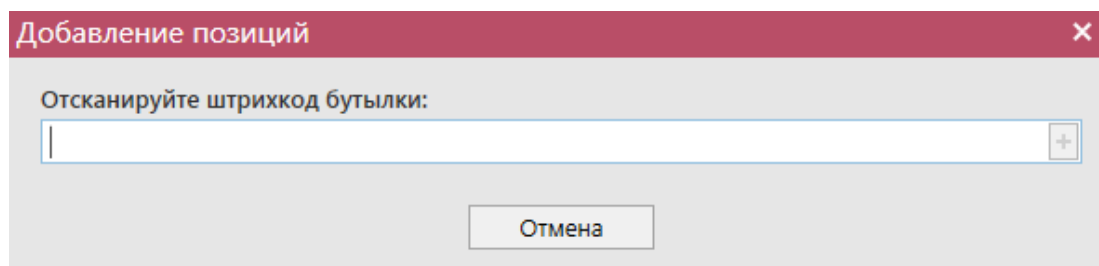 Добавление позиций
Отсканируйте штрихкод бутылки:
Отмена